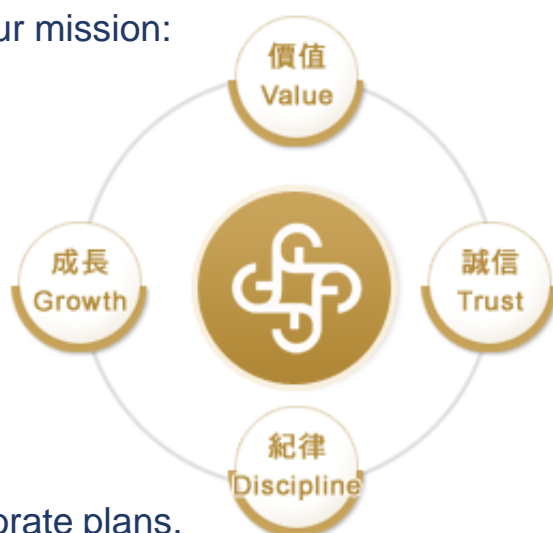 ur mission:
價值
Value
成長
Growth
誠信
Trust
紀律
Discipline
orate plans.